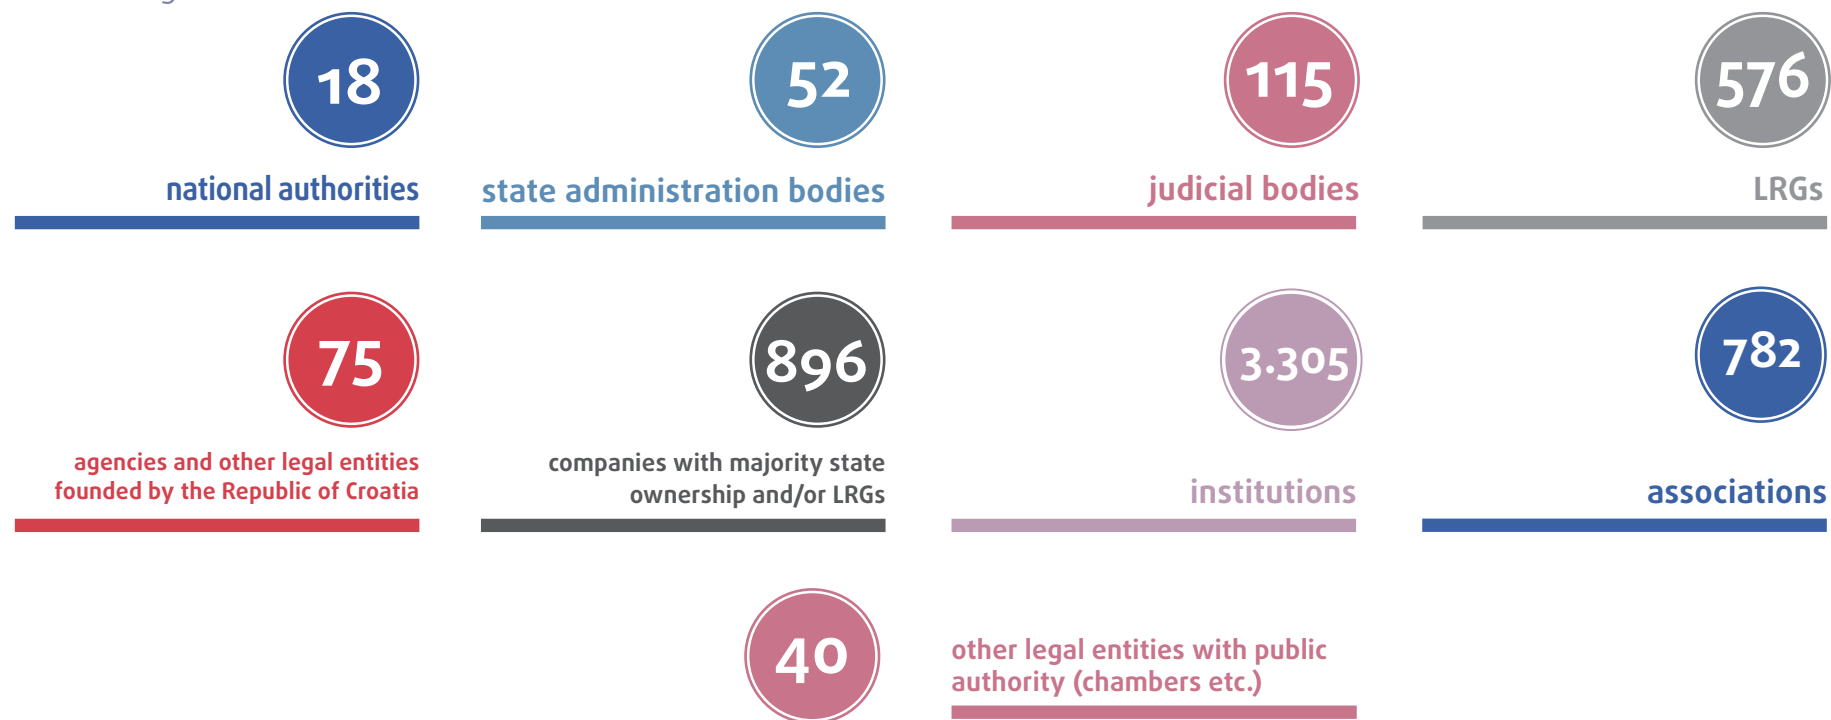 18
national authorities
52
state administration bodies
115
judicial bodies
576
LRGs
75
agencies and other legal entities
founded by the Republic of Croatia
896
companies with majority state
ownership and/or LRGs
3.305
institutions
782
associations
40
other legal entities with public
authority (chambers etc.)